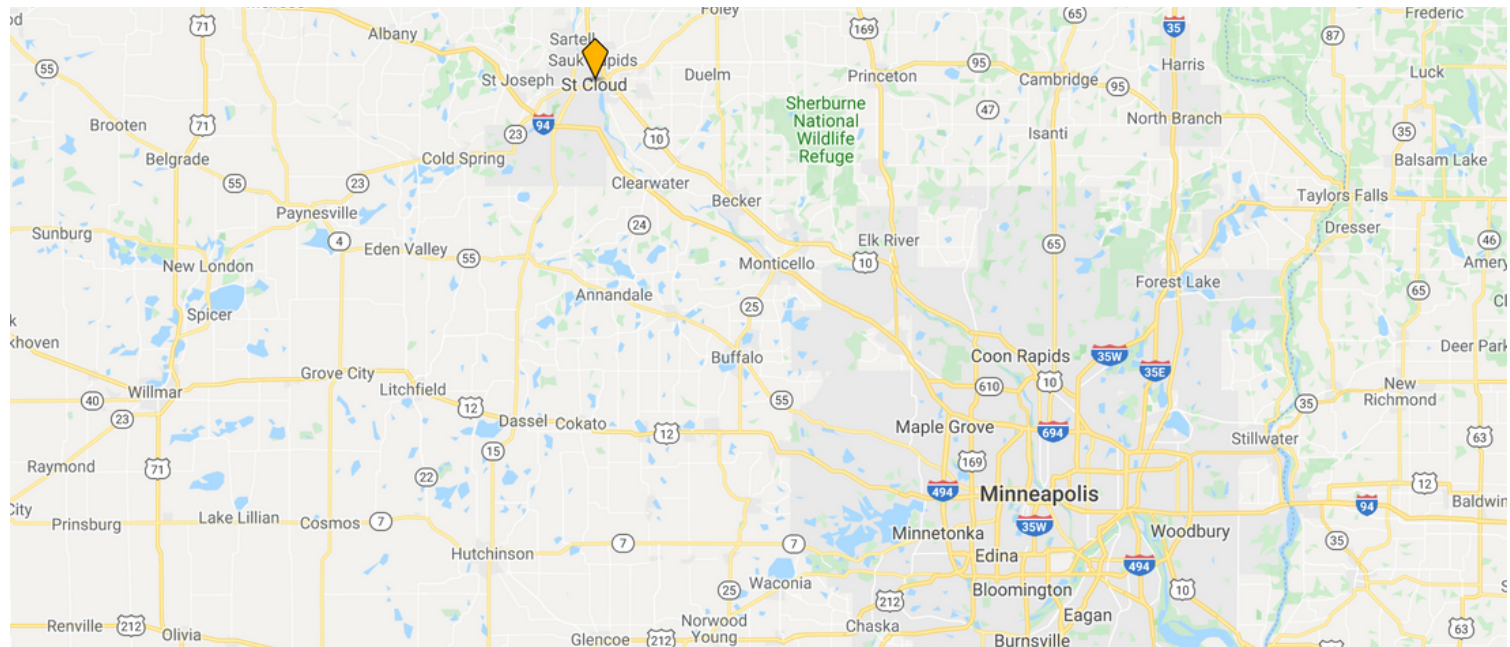 Foley
Frederic
71
169
65
35
87
Albany
Sartell
Sauk Rapids
55
St Joseph
St Cloud
Duelm
Princeton
95
Cambridge
95
Harris
Luck
Sherburne
National
Wildlife
Refuge
47
Isanti
North Branch
35
Brooten
71
23
94
10
Belgrade
Cold Spring
Balsam Lake
55
23
Clearwater
Becker
Taylors Falls
Paynesville
24
Dresser
Sunburg
4
Eden Valley
55
Elk River
65
46
Amery
New London
Monticello
10
Forest Lake
Annandale
65
25
Spicer
khoven
Buffalo
Coon Rapids
35W
35E
Deer Park
Grove City
610
10
Willmar
Litchfield
New
Richmond
40
55
35
12
23
Dassel
Cokato
12
Maple Grove
694
Stillwater
63
15
169
Raymond
71
22
494
Minneapolis
12
City
94
Baldwin
Prinsburg
Lake Lillian
Cosmos
7
35W
Minnetonka
Woodbury
Hutchinson
7
7
Edina
35
494
Waconia
25
Bloomington
10
212
Eagan
Renville
212
Olivia
Norwood
Young
Chaska
63
Glencoe
212
Burnsville